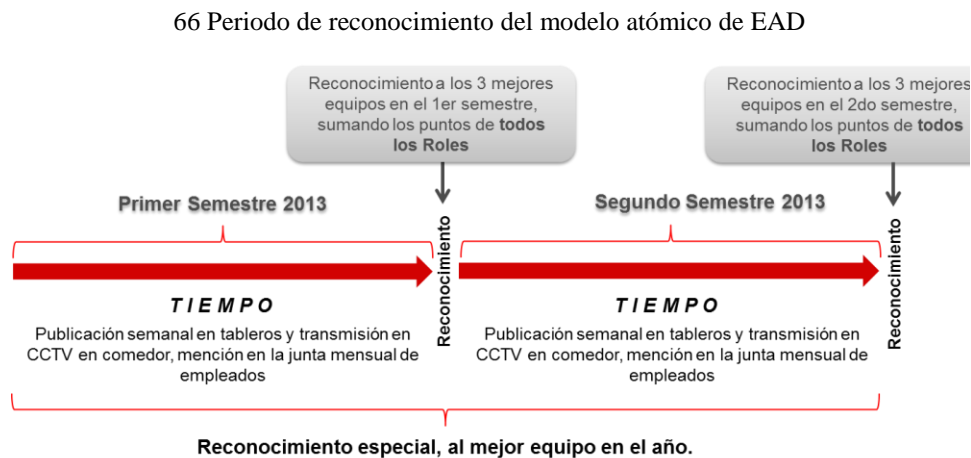 66 Periodo de reconocimiento del modelo atómico de EAD
Reconocimiento a los 3 mejores
equipos en el 1er semestre,
sumando los puntos de todos
los Roles
Reconocimiento a los 3 mejores
equipos en el 2do semestre,
sumando los puntos de todos
los Roles
Primer Semestre 2013
Segundo Semestre 2013
Reconocimiento
Reconocimiento
TIEMPO
Publicación semanal en tableros y transmisión en
CCTV en comedor, mención en la junta mensual de
empleados
TIEMPO
Publicación semanal en tableros y transmisión en
CCTV en comedor, mención en la junta mensual de
empleados
Reconocimiento especial, al mejor equipo en el año.